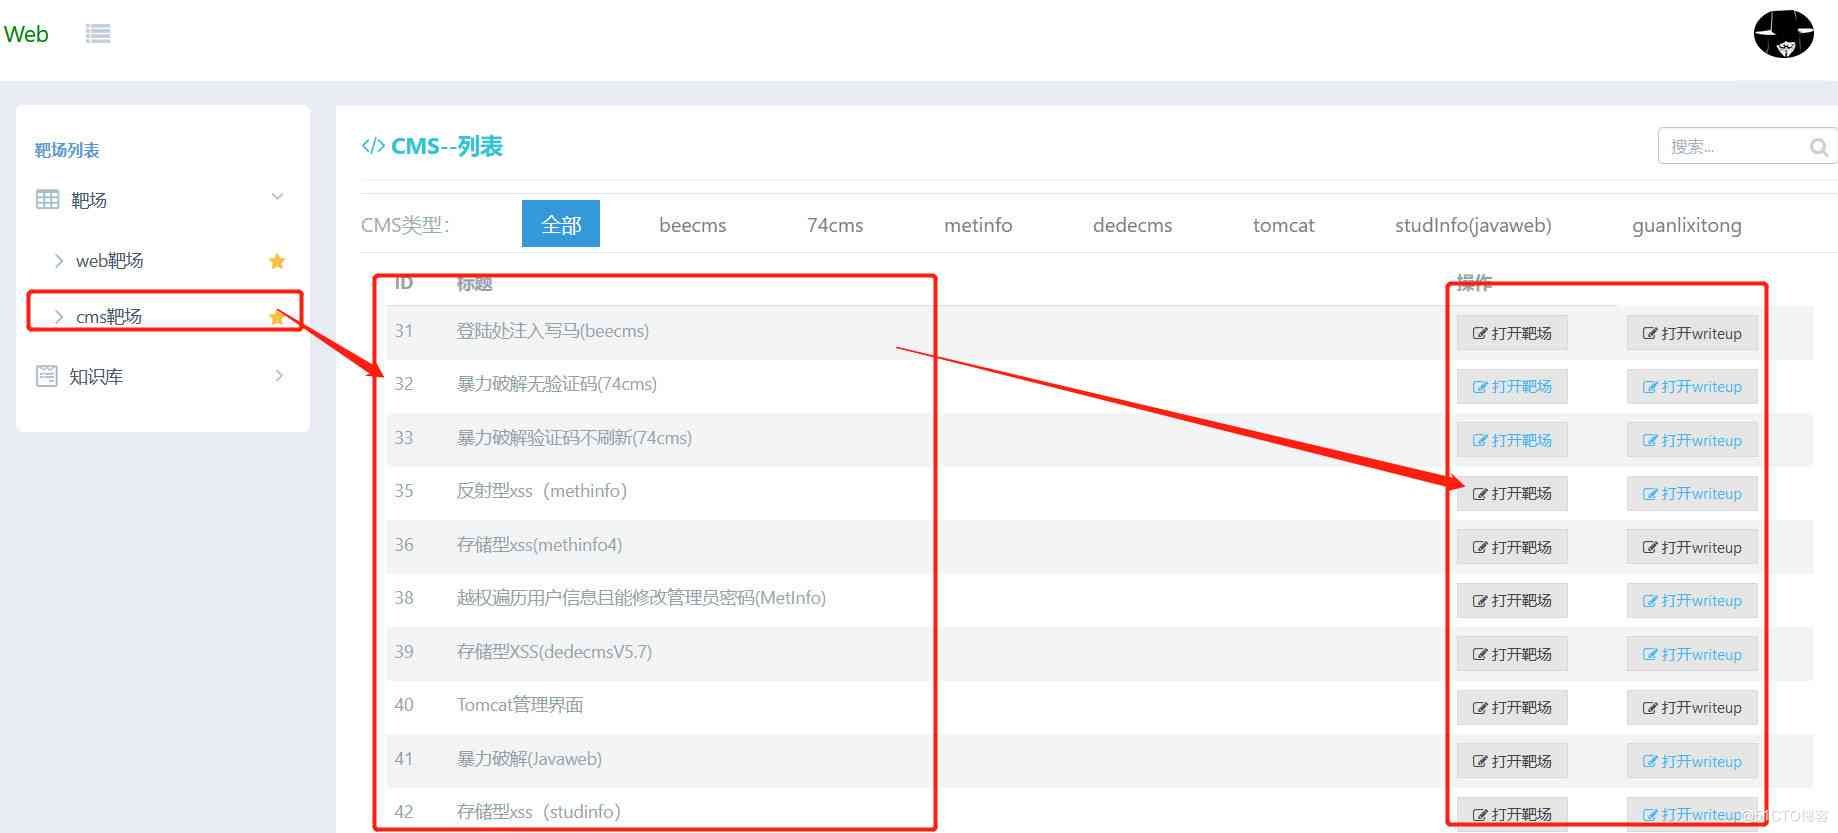 Web
靶场列表
靶场
web靶场
cms靶场
知识库
</> CMS--列表
搜索...
CMS类型: 全部 beecms 74cms metinfo dedecms tomcat studInfo(javaweb) guanlixitong
ID 标题 操作
31 登陆处注入写马(beecms) 打开靶场 打开writeup
32 暴力破解无验证码(74cms) 打开靶场 打开writeup
33 暴力破解验证码不刷新(74cms) 打开靶场 打开writeup
35 反射型xss（methinfo） 打开靶场 打开writeup
36 存储型xss(methinfo4) 打开靶场 打开writeup
38 越权遍历用户信息且能修改管理员密码(MetInfo) 打开靶场 打开writeup
39 存储型XSS(dedecmsV5.7) 打开靶场 打开writeup
40 Tomcat管理界面 打开靶场 打开writeup
41 暴力破解(Javaweb) 打开靶场 打开writeup
42 存储型xss（studinfo） 打开靶场 打开writeup
@51CTO博客